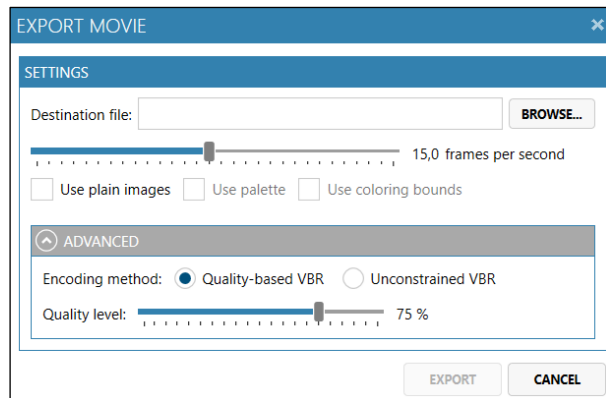 EXPORT MOVIE
SETTINGS
Destination file: BROWSE...
15,0 frames per second
Use plain images Use palette Use coloring bounds
ADVANCED
Encoding method: Quality-based VBR Unconstrained VBR
Quality level: 75 %
EXPORT CANCEL